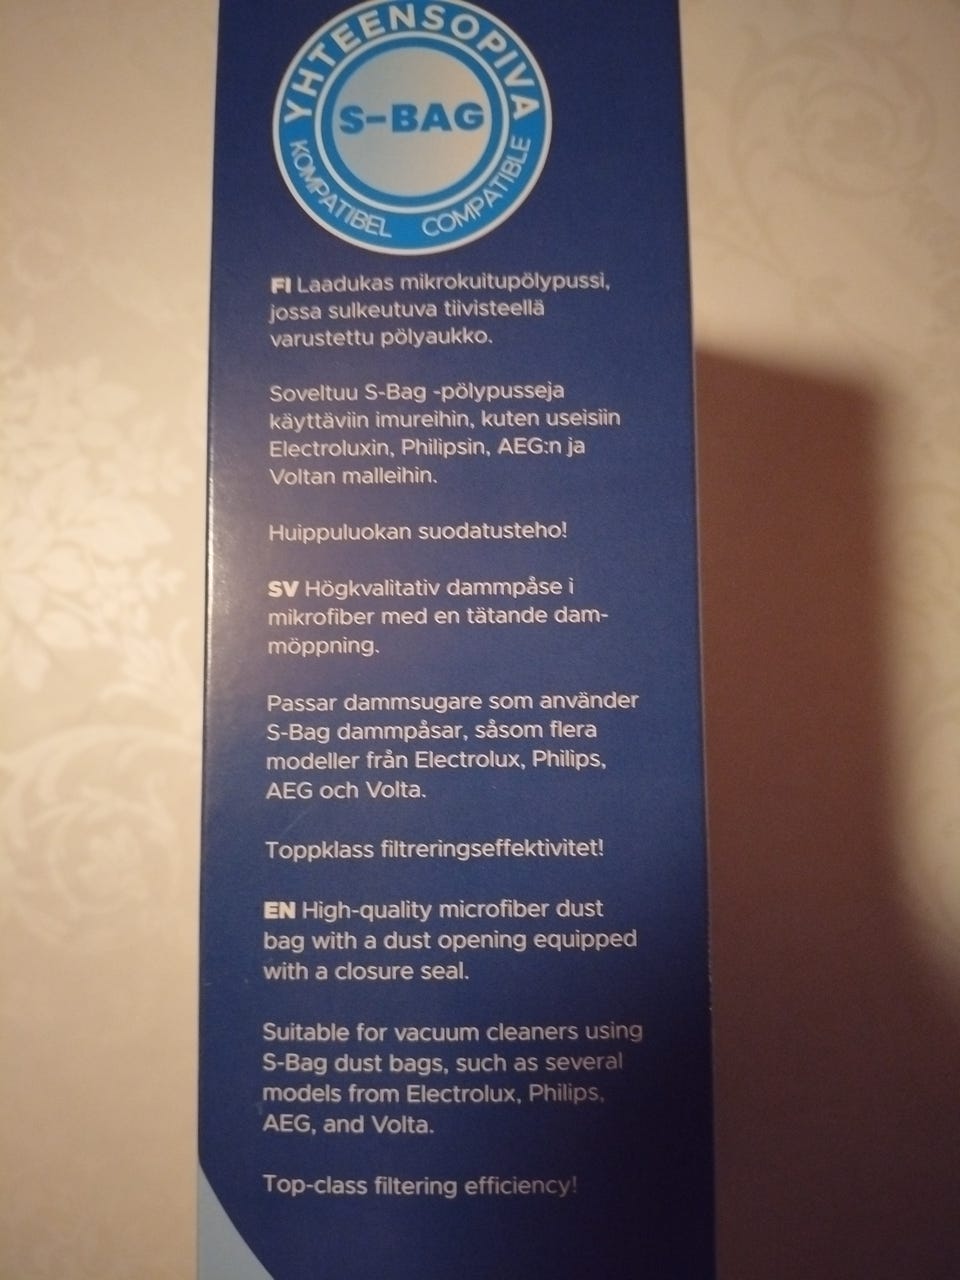 YHTEENSOPIVA
S-BAG
KOMPATIBEL COMPATIBLE
FI Laadukas mikrokuitupölypussi,
jossa sulkeutuva tiivisteellä
varustettu pölyaukko.
Soveltuu S-Bag -pölypusseja
käyttäviin imureihin, kuten useisiin
Electroluxin, Philipsin, AEG:n ja
Voltan malleihin.
Huippuluokan suodatusteho!
SV Högkvalitativ dammpåse i
mikrofiber med en tätande dam-
möppning.
Passar dammsugare som använder
S-Bag dammpåsar, såsom flera
modeller från Electrolux, Philips,
AEG och Volta.
Toppklass filtreringseffektivitet!
EN High-quality microfiber dust
bag with a dust opening equipped
with a closure seal.
Suitable for vacuum cleaners using
S-Bag dust bags, such as several
models from Electrolux, Philips,
AEG, and Volta.
Top-class filtering efficiency!